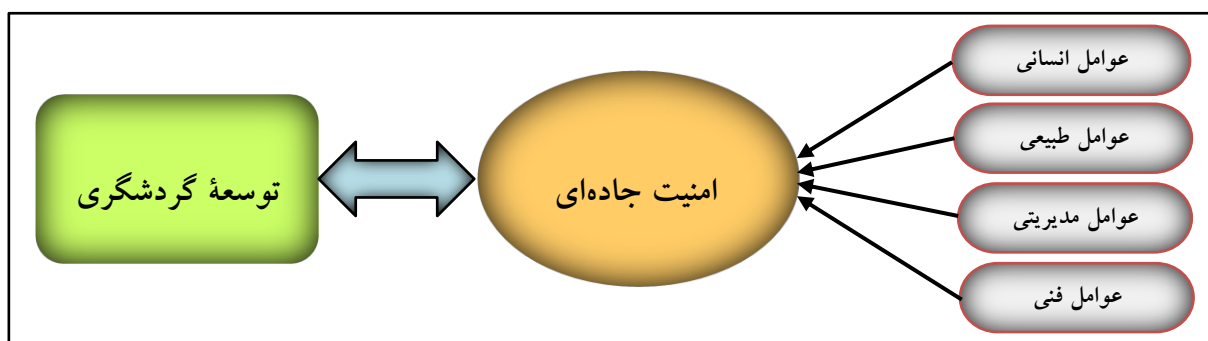 عوامل انسانی
عوامل طبیعی
عوامل مدیریتی
عوامل فنی
امنیت جاده‌ای
توسعهٔ گردشگری